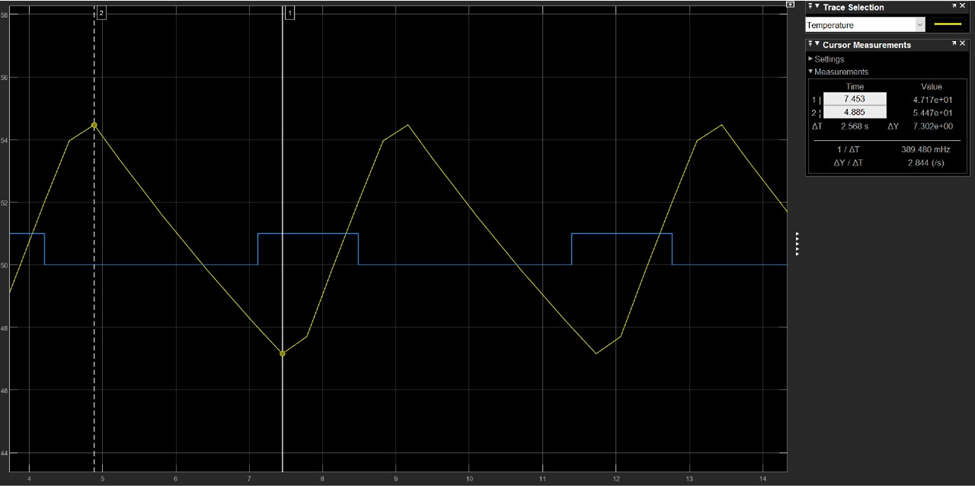 58
56
54
52
50
48
46
44
4 5 6 7 8 9 10 11 12 13 14
2
1
Trace Selection
Temperature
Cursor Measurements
Settings
Measurements
Time Value
1 | 7.453 4.717e+01
2 | 4.885 5.447e+01
ΔT 2.568 s ΔY 7.302e+00
1 / ΔT 389.480 mHz
ΔY / ΔT 2.844 (/s)